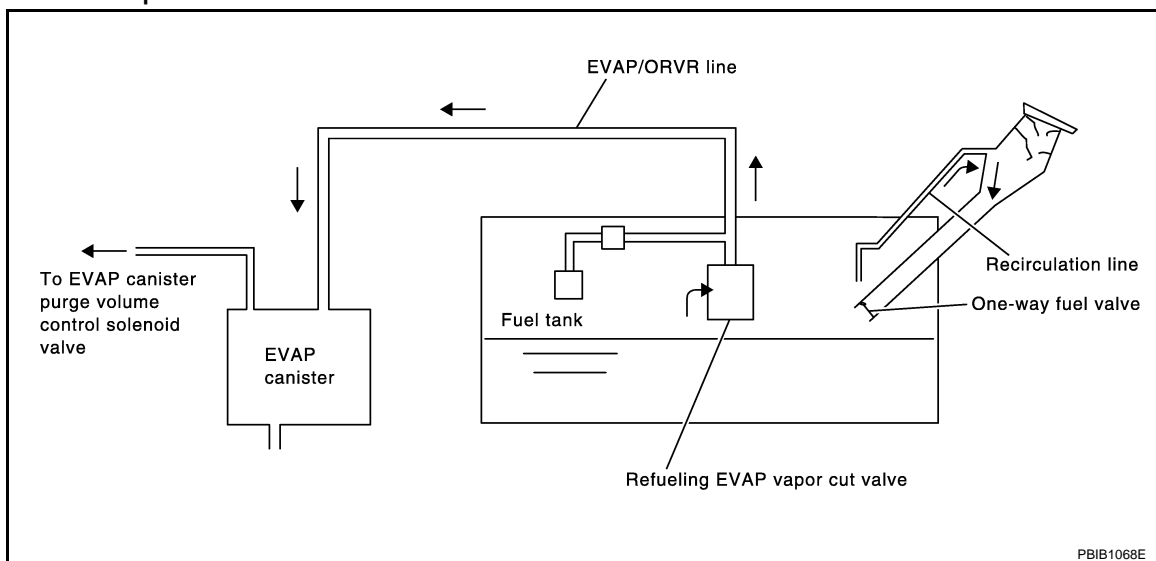 EVAP/ORVR line
To EVAP canister
purge volume
control solenoid
valve
EVAP
canister
Fuel tank
Recirculation line
One-way fuel valve
Refueling EVAP vapor cut valve
PBIB1068E